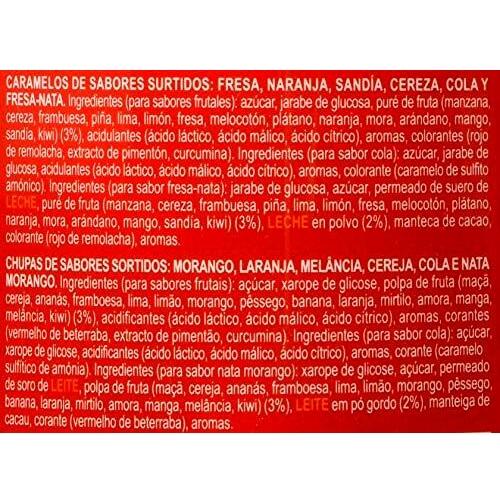 CARAMELOS DE SABORES SURTIDOS: FRESA, NARANJA, SANDÍA, CEREZA, COLA Y
FRESA-NATA. Ingredientes (para sabores frutales): azúcar, jarabe de glucosa, puré de fruta (manzana,
cereza, frambuesa, piña, lima, limón, fresa, melocotón, plátano, naranja, mora, arándano, mango,
sandía, kiwi) (3%), acidulantes (ácido láctico, ácido málico, ácido cítrico), aromas, colorantes (rojo
de remolacha, extracto de pimentón, curcumina). Ingredientes (para sabor cola): azúcar, jarabe de
glucosa, acidulantes (ácido láctico, ácido málico, ácido cítrico), aromas, colorante (caramelo de sulfito
amónico). Ingredientes (para sabor fresa-nata): jarabe de glucosa, azúcar, permeado de suero de
LECHE, puré de fruta (manzana, cereza, frambuesa, piña, lima, limón, fresa, melocotón, plátano,
naranja, mora, arándano, mango, sandía, kiwi) (3%), LECHE en polvo (2%), manteca de cacao,
colorante (rojo de remolacha), aromas.
CHUPAS DE SABORES SORTIDOS: MORANGO, LARANJA, MELÂNCIA, CEREJA, COLA E NATA
MORANGO. Ingredientes (para sabores frutais): açúcar, xarope de glicose, polpa de fruta (maçã,
cereja, ananás, framboesa, lima, limão, morango, pêssego, banana, laranja, mirtilo, amora, manga,
melância, kiwi) (3%), acidificantes (ácido láctico, ácido málico, ácido cítrico), aromas, corantes
(vermelho de beterraba, extracto de pimentão, curcumina). Ingredientes (para sabor cola): açúcar,
xarope de glicose, acidificantes (ácido láctico, ácido málico, ácido cítrico), aromas, corante (caramelo
sulfítico de amónia). Ingredientes (para sabor nata morango): xarope de glicose, açúcar, permeado
de soro de LEITE, polpa de fruta (maçã, cereja, ananás, framboesa, lima, limão, morango, pêssego,
banana, laranja, mirtilo, amora, manga, melância, kiwi) (3%), LEITE em pó gordo (2%), manteiga de
cacau, corante (vermelho de beterraba), aromas.